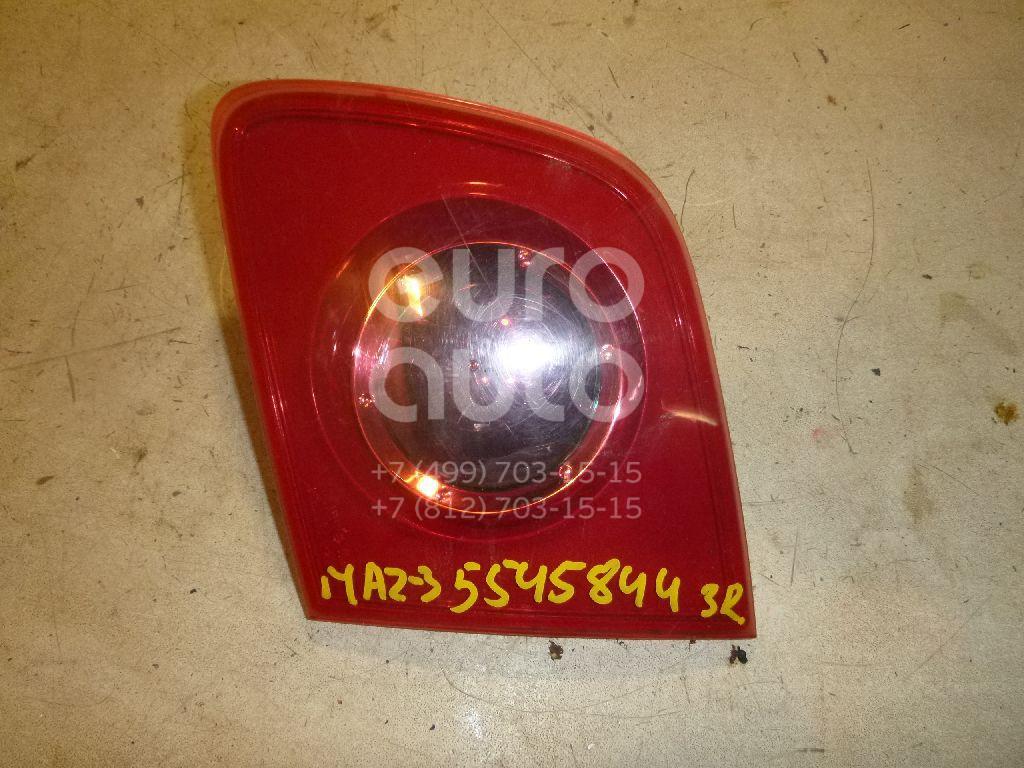 euro
auto
+7 (499) 703-15-15
+7 (812) 703-15-15
MAZ-3 5545844 3R